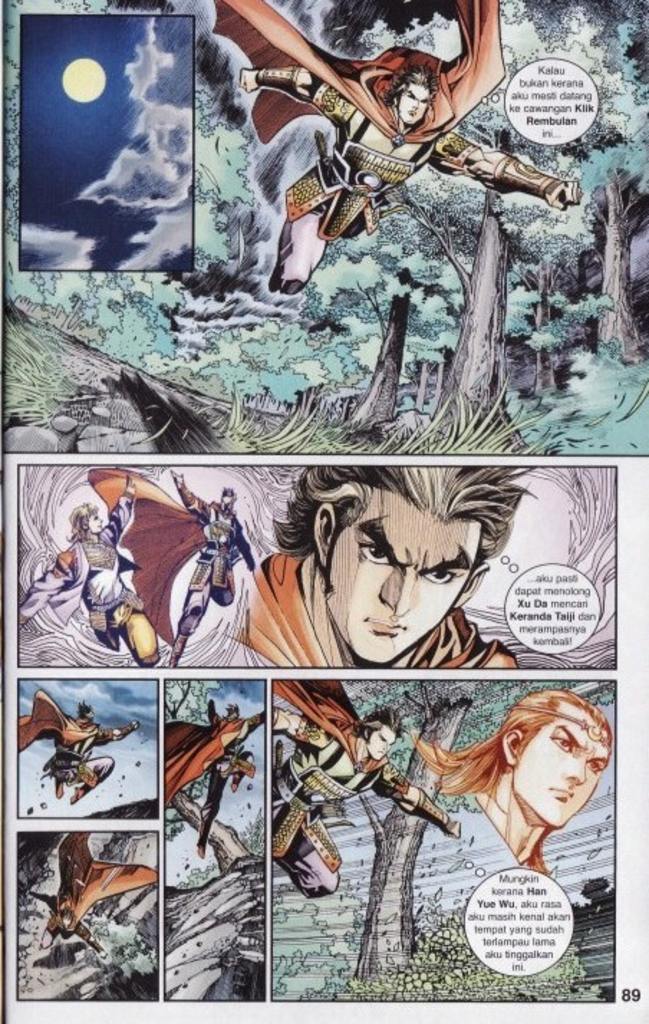 Kalau
bukan kerana
aku mesti datang
ke cawangan Klik
Rembulan
ini...
...aku pasti
dapat menolong
Xu Da mencari
Keranda Taiji dan
merampasnya
kembali!
Mungkin
kerana Han
Yue Wu, aku rasa
aku masih kenal akan
tempat yang sudah
terlampau lama
aku tinggalkan
ini.
89